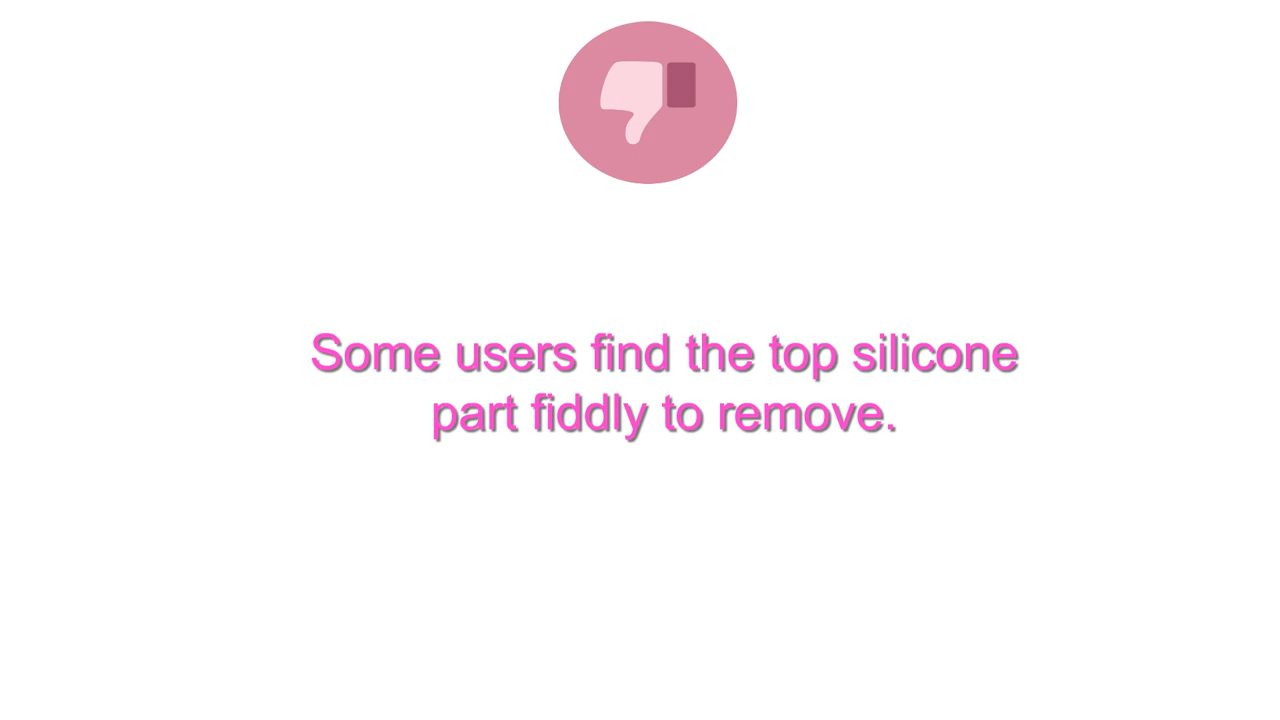 Some users find the top silicone
part fiddly to remove.